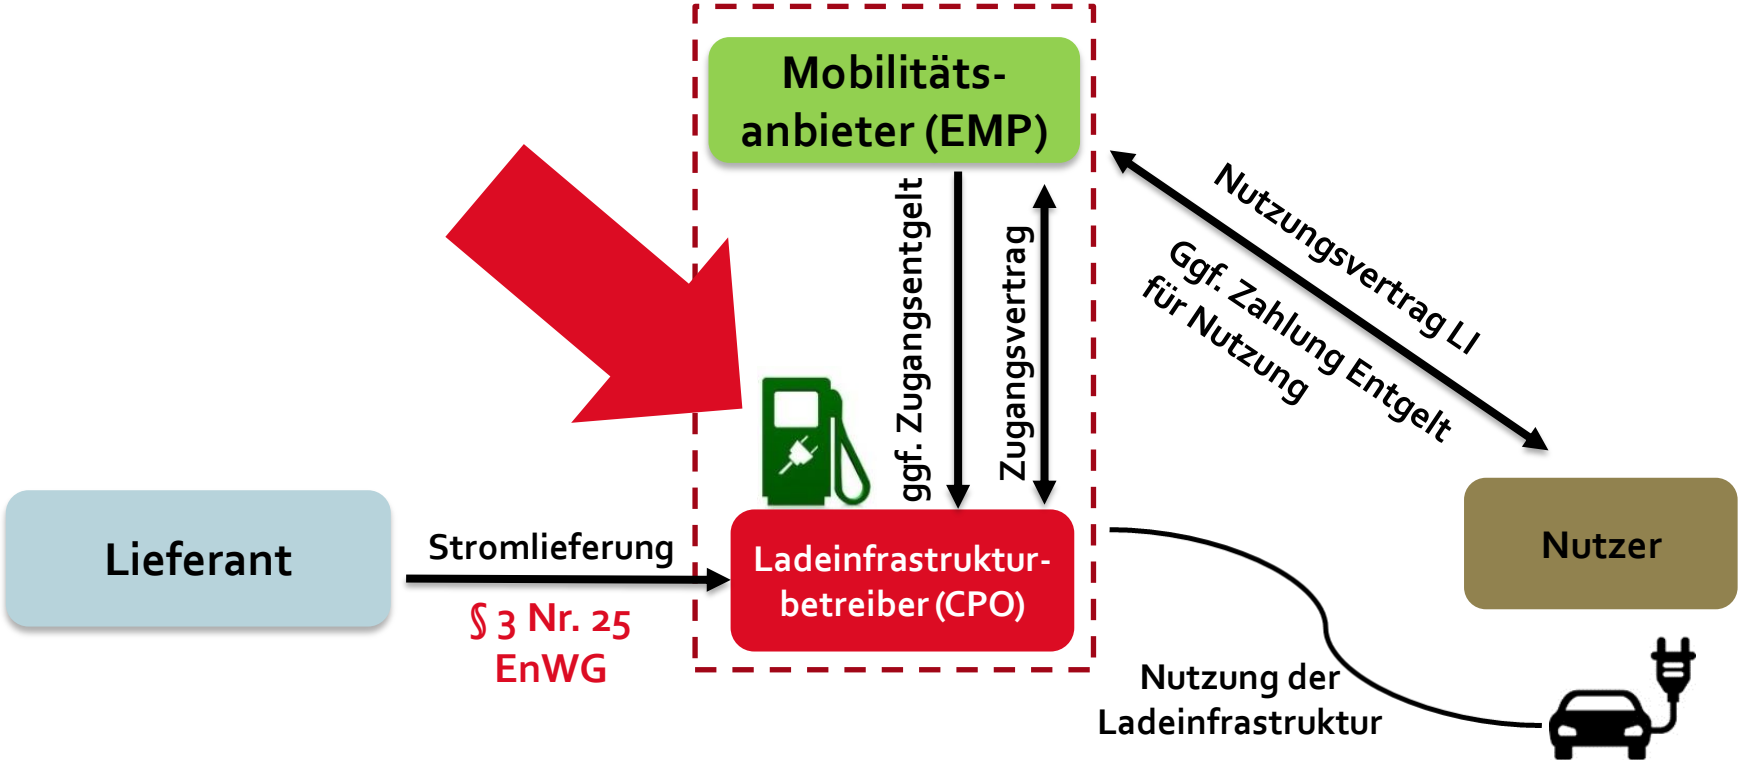 Mobilitäts-
anbieter (EMP)
ggf. Zugangsentgelt
Zugangsvertrag
Nutzungsvertrag LI
Ggf. Zahlung Entgelt
für Nutzung
Lieferant
Stromlieferung
§ 3 Nr. 25
EnWG
Ladeinfrastruktur-
betreiber (CPO)
Nutzer
Nutzung der
Ladeinfrastruktur